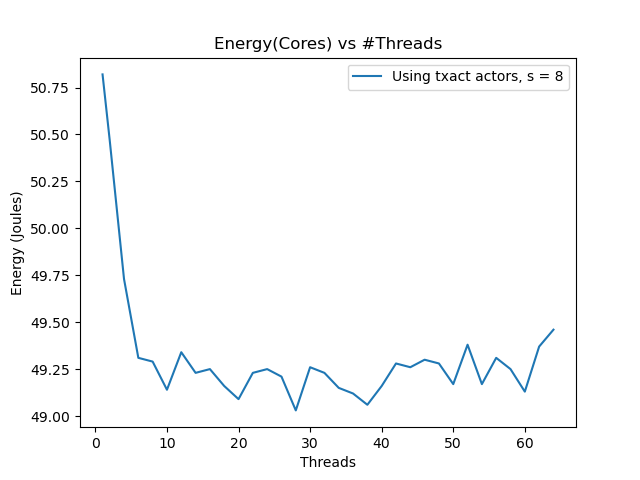 Energy(Cores) vs #Threads
Using txact actors, s = 8
Energy (Joules)
50.75
50.50
50.25
50.00
49.75
49.50
49.25
49.00
0 10 20 30 40 50 60
Threads